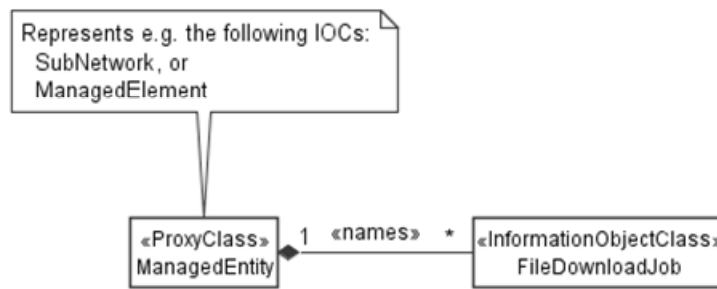 Represents e.g. the following IOCs:
SubNetwork, or
ManagedElement
«ProxyClass»
ManagedEntity
1 «names» *
«InformationObjectClass»
FileDownloadJob